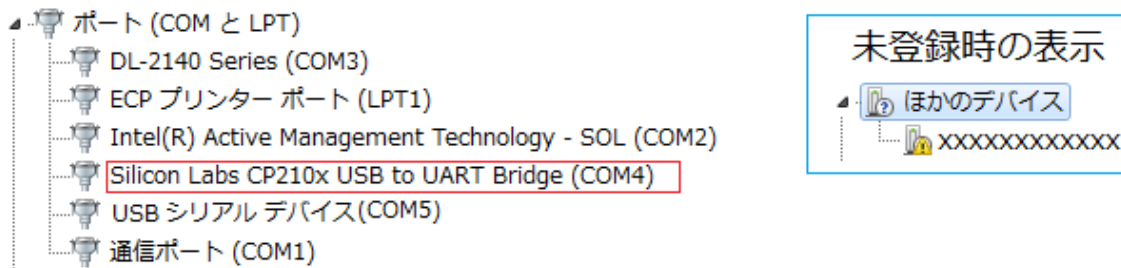 ポート (COM と LPT)
DL-2140 Series (COM3)
ECP プリンター ポート (LPT1)
Intel(R) Active Management Technology - SOL (COM2)
Silicon Labs CP210x USB to UART Bridge (COM4)
USB シリアル デバイス(COM5)
通信ポート (COM1)
未登録時の表示
ほかのデバイス
XXXXXXXXXXXX